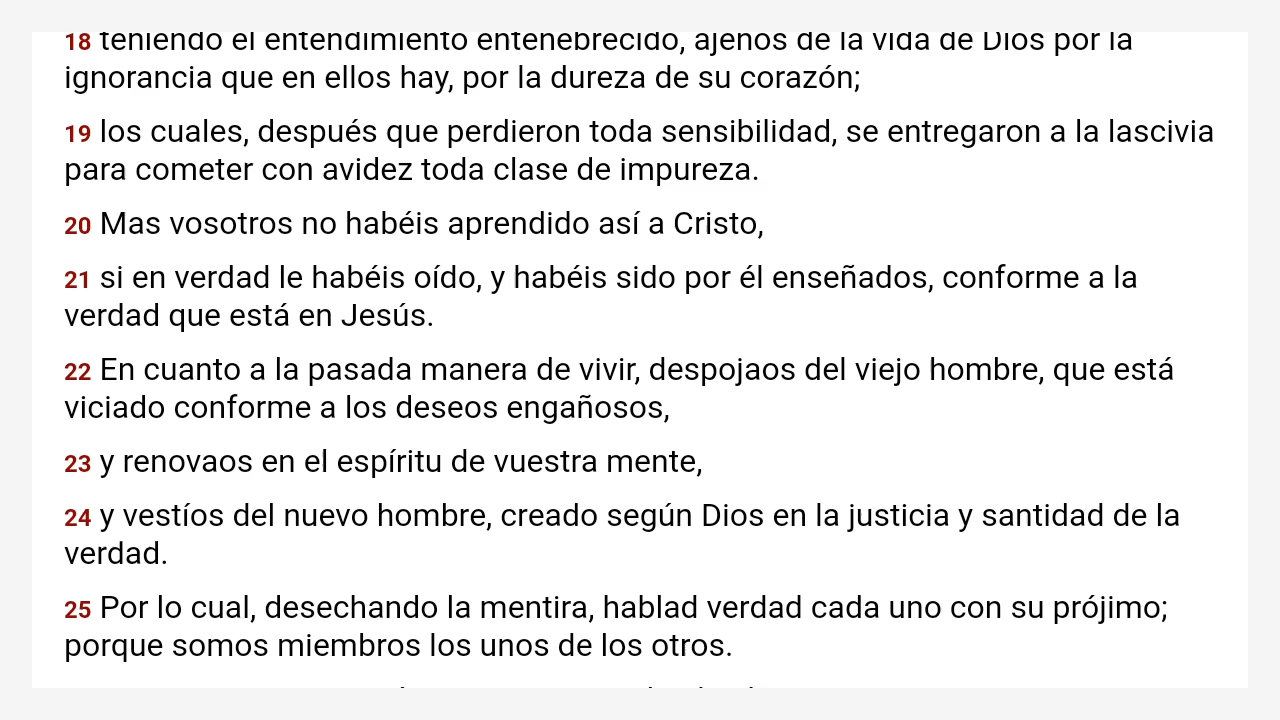 18 teniendo el entendimiento entenebrecido, ajenos de la vida de Dios por la
ignorancia que en ellos hay, por la dureza de su corazón;
19 los cuales, después que perdieron toda sensibilidad, se entregaron a la lascivia
para cometer con avidez toda clase de impureza.
20 Mas vosotros no habéis aprendido así a Cristo,
21 si en verdad le habéis oído, y habéis sido por él enseñados, conforme a la
verdad que está en Jesús.
22 En cuanto a la pasada manera de vivir, despojaos del viejo hombre, que está
viciado conforme a los deseos engañosos,
23 y renovaos en el espíritu de vuestra mente,
24 y vestíos del nuevo hombre, creado según Dios en la justicia y santidad de la
verdad.
25 Por lo cual, desechando la mentira, hablad verdad cada uno con su prójimo;
porque somos miembros los unos de los otros.